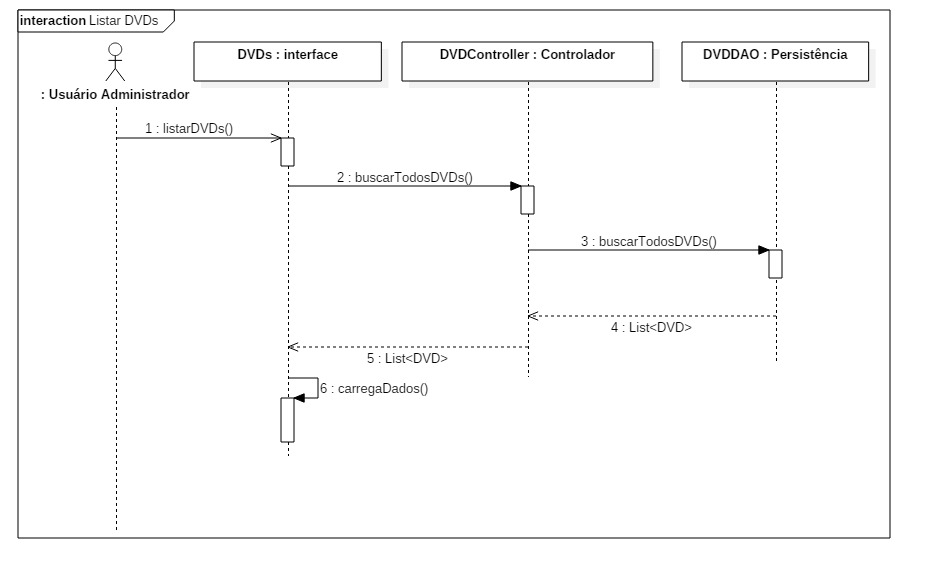 interaction Listar DVDs
DVDs : interface
DVDController : Controlador
DVDDAO : Persistência
: Usuário Administrador
1 : listarDVDs()
2 : buscarTodosDVDs()
3 : buscarTodosDVDs()
4 : List<DVD>
5 : List<DVD>
6 : carregaDados()